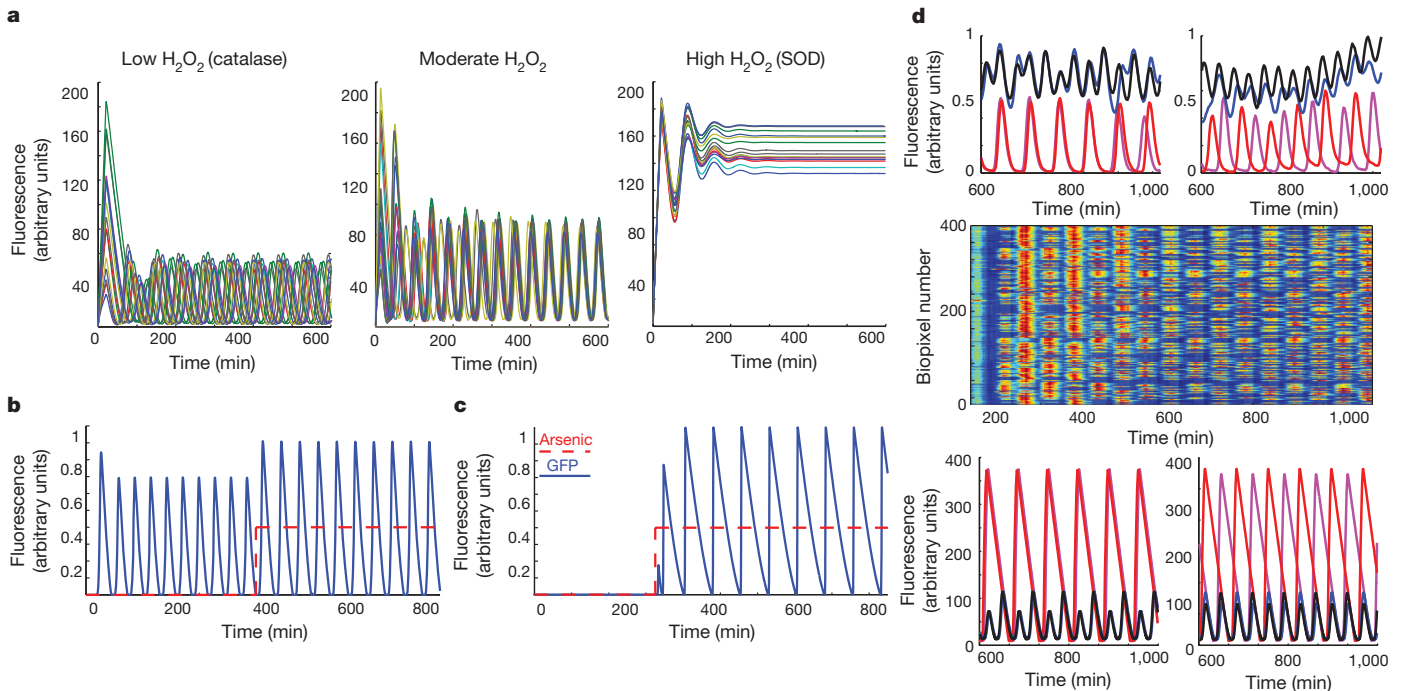 a
Low H2O2 (catalase)
Moderate H2O2
High H2O2 (SOD)
Fluorescence
(arbitrary units)
200
160
120
80
40
0 200 400 600
Time (min)
200
160
120
80
40
0 200 400 600
Time (min)
200
160
120
80
40
0 200 400 600
Time (min)
b
Fluorescence
(arbitrary units)
1
0.8
0.6
0.4
0.2
0 200 400 600 800
Time (min)
c
Fluorescence
(arbitrary units)
1
0.8
0.6
0.4
0.2
Arsenic
GFP
0 200 400 600 800
Time (min)
d
Fluorescence
(arbitrary units)
1
0.5
0
600 800 1,000
Time (min)
1
0.5
0
600 800 1,000
Time (min)
Biopixel number
400
200
0
200 400 600 800 1,000
Time (min)
Fluorescence
(arbitrary units)
400
300
200
100
0
600 800 1,000
Time (min)
400
300
200
100
0
600 800 1,000
Time (min)